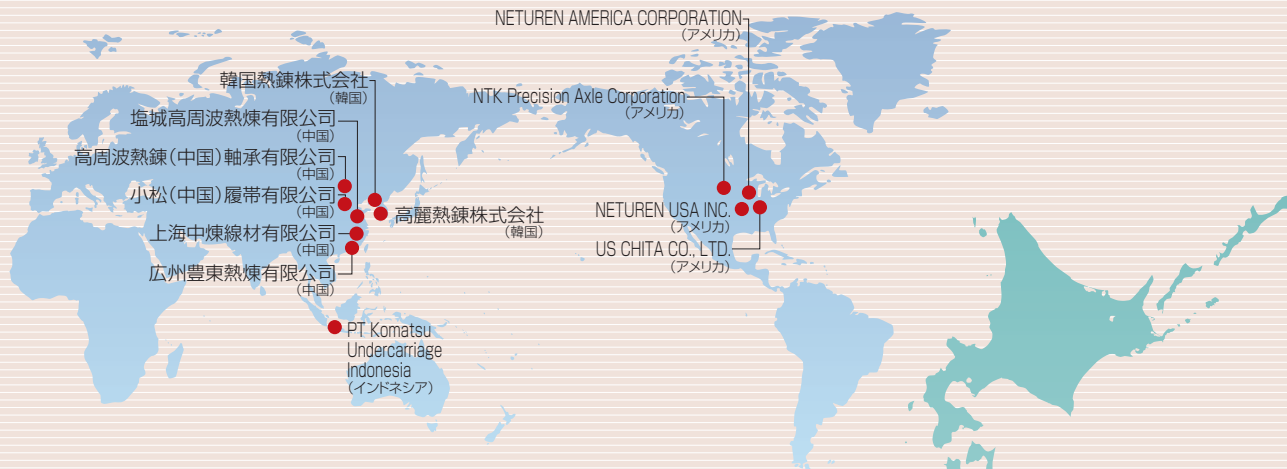 NETUREN AMERICA CORPORATION
(アメリカ)
韓国熱錬株式会社
(韓国)
NTK Precision Axle Corporation
(アメリカ)
塩城高周波熱煉有限公司
(中国)
高周波熱錬(中国)軸承有限公司
(中国)
小松(中国)履帯有限公司
(中国)
高麗熱錬株式会社
(韓国)
NETUREN USA INC.
(アメリカ)
上海中煉線材有限公司
(中国)
US CHITA CO., LTD.
(アメリカ)
広州豊東熱煉有限公司
(中国)
PT Komatsu
Undercarriage
Indonesia
(インドネシア)